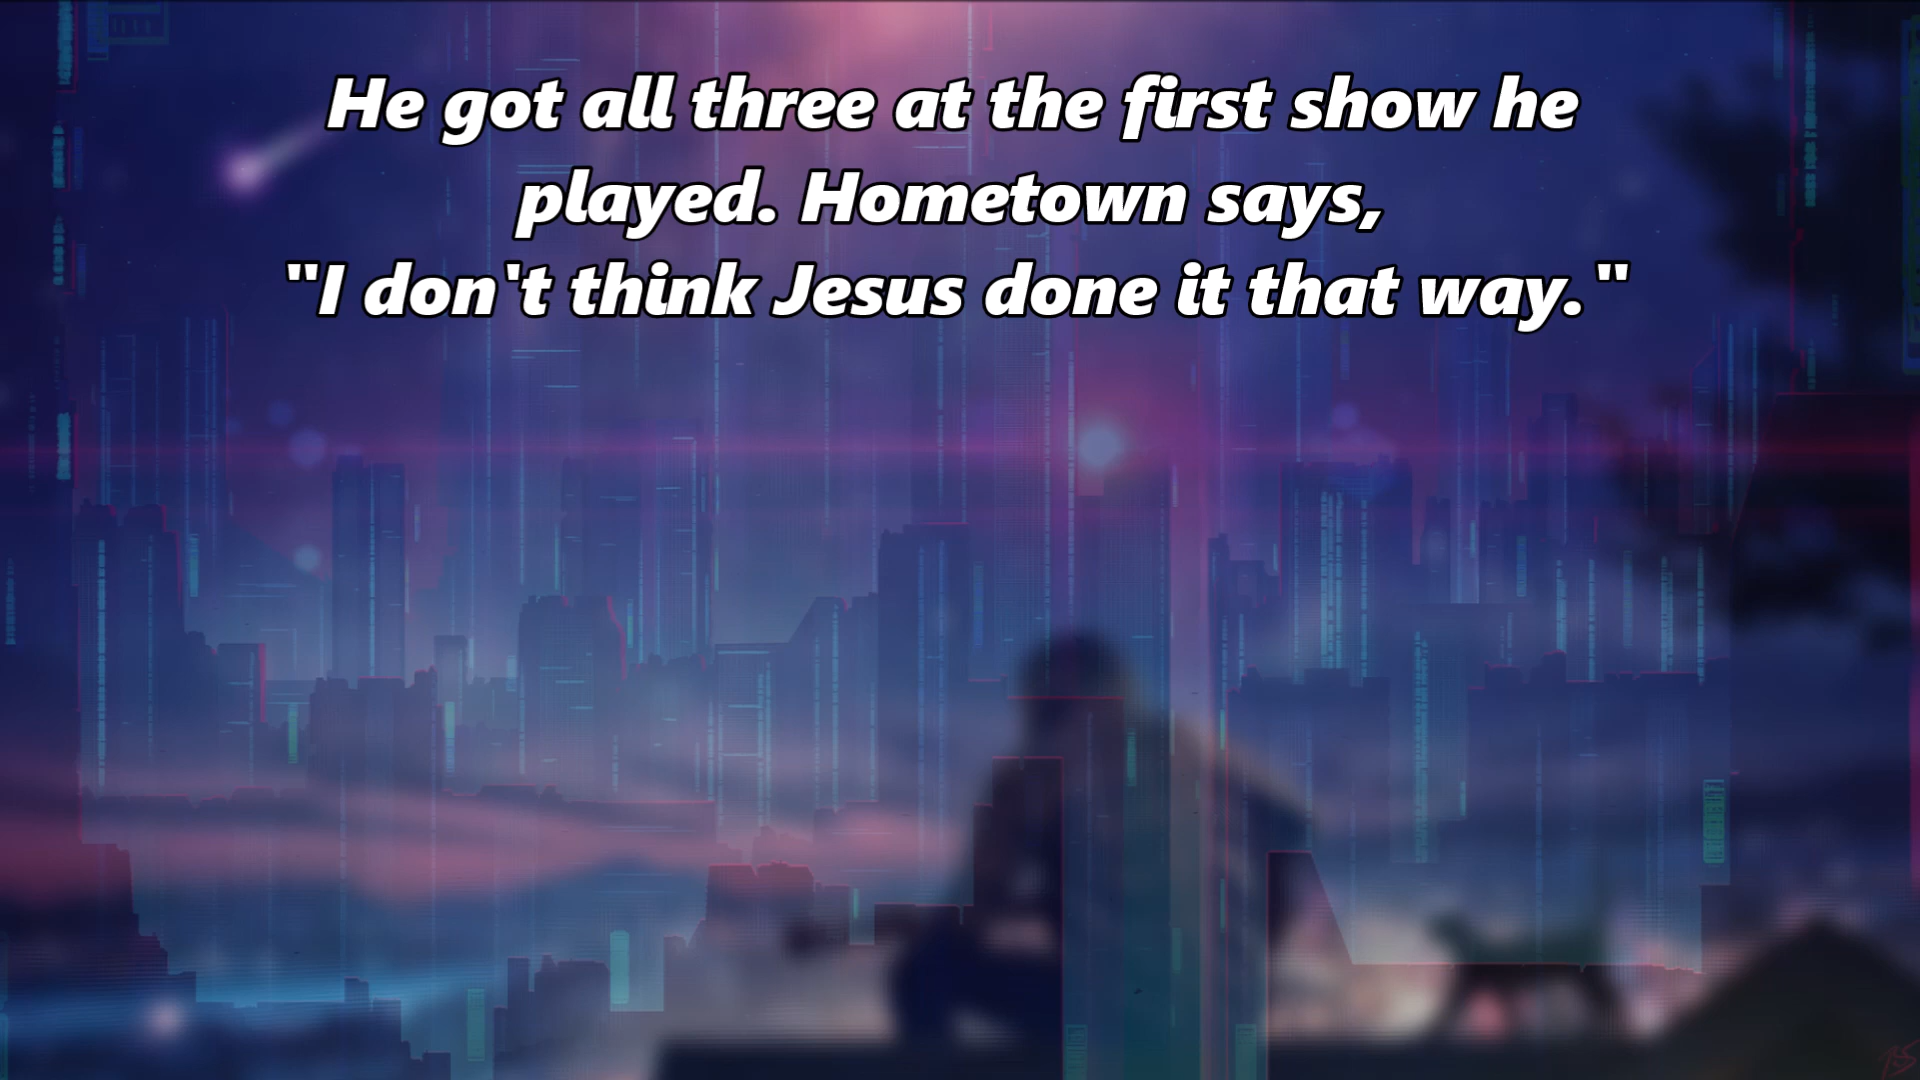 He got all three at the first show he
played. Hometown says,
"I don't think Jesus done it that way."